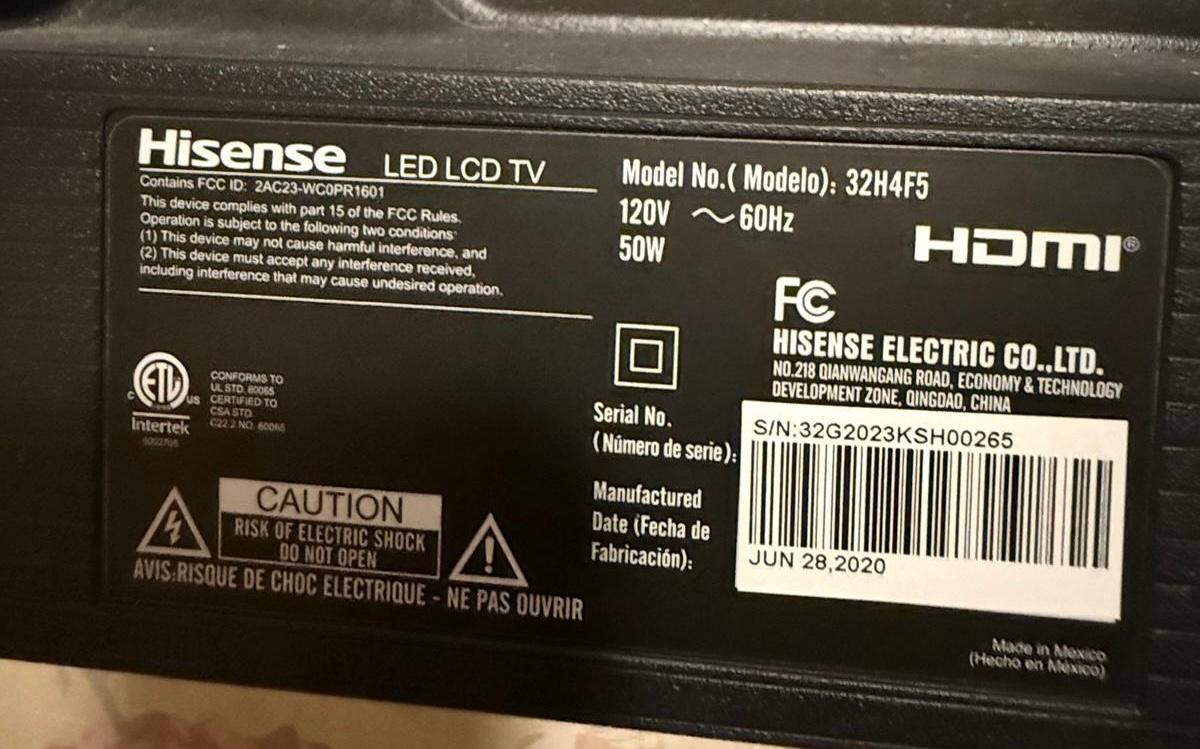 Hisense LED LCD TV
Contains FCC ID: 2AC23-WC0PR1601
This device complies with part 15 of the FCC Rules.
Operation is subject to the following two conditions:
(1) This device may not cause harmful interference, and
(2) This device must accept any interference received,
including interference that may cause undesired operation.
Model No.( Modelo): 32H4F5
120V ～60Hz
50W
HDMI®
FC
HISENSE ELECTRIC CO.,LTD.
NO.218 QIANWANGANG ROAD, ECONOMY & TECHNOLOGY
DEVELOPMENT ZONE, QINGDAO, CHINA
ETL
C US
Intertek
CONFORMS TO
UL STD. 60065
CERTIFIED TO
CSA STD.
C22.2 NO. 60065
Serial No.
(Número de serie):
S/N:32G2023KSH00265
Manufactured
Date (Fecha de
Fabricación):
JUN 28,2020
CAUTION
RISK OF ELECTRIC SHOCK
DO NOT OPEN
AVIS:RISQUE DE CHOC ELECTRIQUE - NE PAS OUVRIR
Made in Mexico
(Hecho en México)